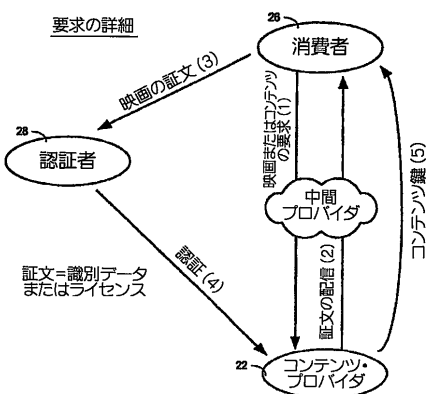 要求の詳細
26
消費者
映画の証文(3)
28
認証者
映画またはコンテンツ
の要求(1)
中間
プロバイダ
コンテンツ鍵(5)
認証(4)
証文の配信(2)
証文=識別データ
またはライセンス
22
コンテンツ・
プロバイダ